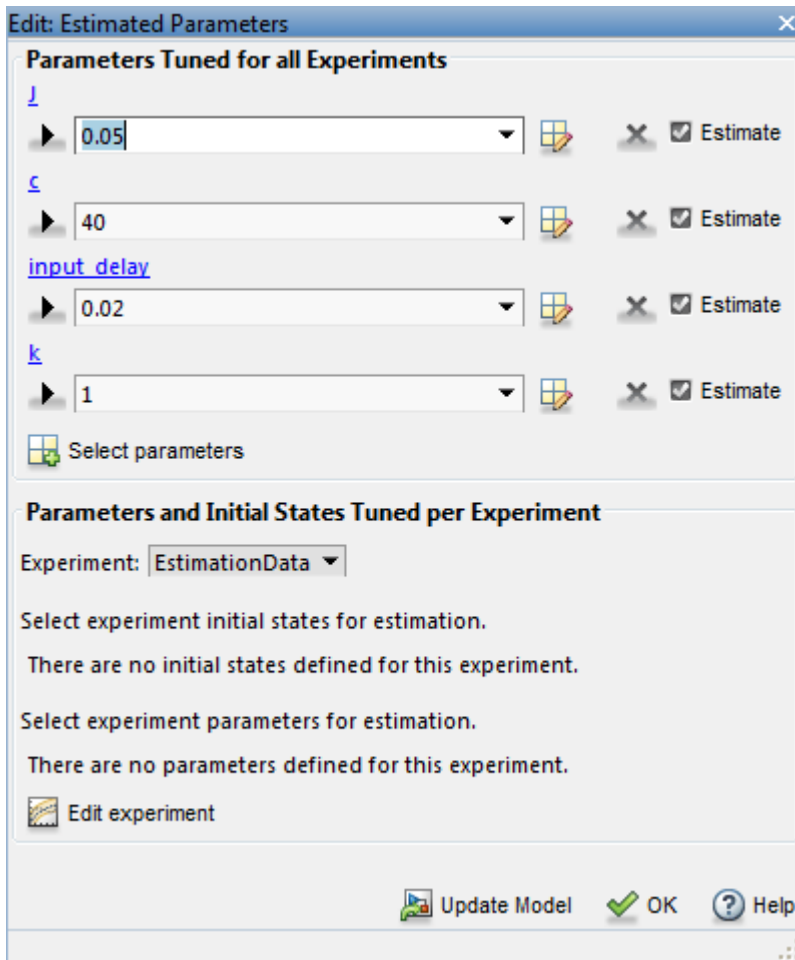 Edit: Estimated Parameters
Parameters Tuned for all Experiments
J
0.05 Estimate
c
40 Estimate
input_delay
0.02 Estimate
k
1 Estimate
Select parameters
Parameters and Initial States Tuned per Experiment
Experiment: EstimationData
Select experiment initial states for estimation.
There are no initial states defined for this experiment.
Select experiment parameters for estimation.
There are no parameters defined for this experiment.
Edit experiment
Update Model OK Help